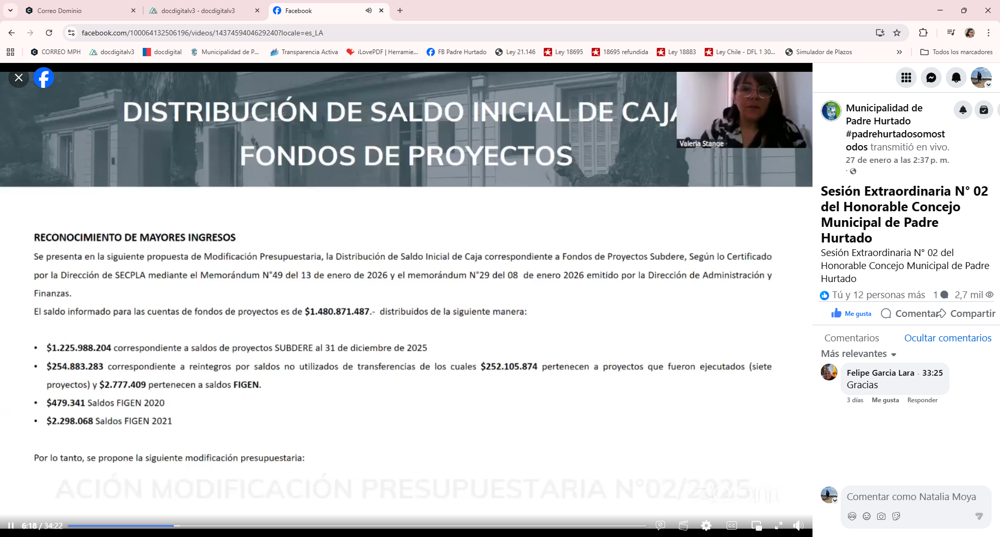 Correo Dominio
docdigitalv3 - docdigitalv3
Facebook
facebook.com/100064132506196/videos/1437459404629240?locale=es_LA
CORREO MPH
docdigitalv3
docdigital
Municipalidad de P...
Transparencia Activa
iLovePDF | Herramie...
FB Padre Hurtado
Ley 21.146
Ley 18695
18695 refundida
Ley 18883
Ley Chile - DFL 1 30...
Simulador de Plazos
»
Todos los marcadores
DISTRIBUCIÓN DE SALDO INICIAL DE CAJA
FONDOS DE PROYECTOS
Valeria Stange
RECONOCIMIENTO DE MAYORES INGRESOS
Se presenta en la siguiente propuesta de Modificación Presupuestaria, la Distribución de Saldo Inicial de Caja correspondiente a Fondos de Proyectos Subdere, Según lo Certificado
por la Dirección de SECPLA mediante el Memorándum N°49 del 13 de enero de 2026 y el memorándum N°29 del 08 de enero 2026 emitido por la Dirección de Administración y
Finanzas.
El saldo informado para las cuentas de fondos de proyectos es de $1.480.871.487.- distribuidos de la siguiente manera:
• $1.225.988.204 correspondiente a saldos de proyectos SUBDERE al 31 de diciembre de 2025
• $254.883.283 correspondiente a reintegros por saldos no utilizados de transferencias de los cuales $252.105.874 pertenecen a proyectos que fueron ejecutados (siete
proyectos) y $2.777.409 pertenecen a saldos FIGEN.
• $479.341 Saldos FIGEN 2020
• $2.298.068 Saldos FIGEN 2021
Por lo tanto, se propone la siguiente modificación presupuestaria:
ACIÓN MODIFICACIÓN PRESUPUESTARIA N°02/2025
6:18 / 34:22
Municipalidad de
Padre Hurtado
#padrehurtadosomost
odos transmitió en vivo.
27 de enero a las 2:37 p. m.
·
Sesión Extraordinaria N° 02
del Honorable Concejo
Municipal de Padre
Hurtado
Sesión Extraordinaria N° 02 del
Honorable Concejo Municipal de Padre
Hurtado
Tú y 12 personas más 1 2,7 mil
Me gusta Comentar Compartir
Comentarios Ocultar comentarios
Más relevantes
Felipe Garcia Lara · 33:25
Gracias
3 días Me gusta Responder
Comentar como Natalia Moya